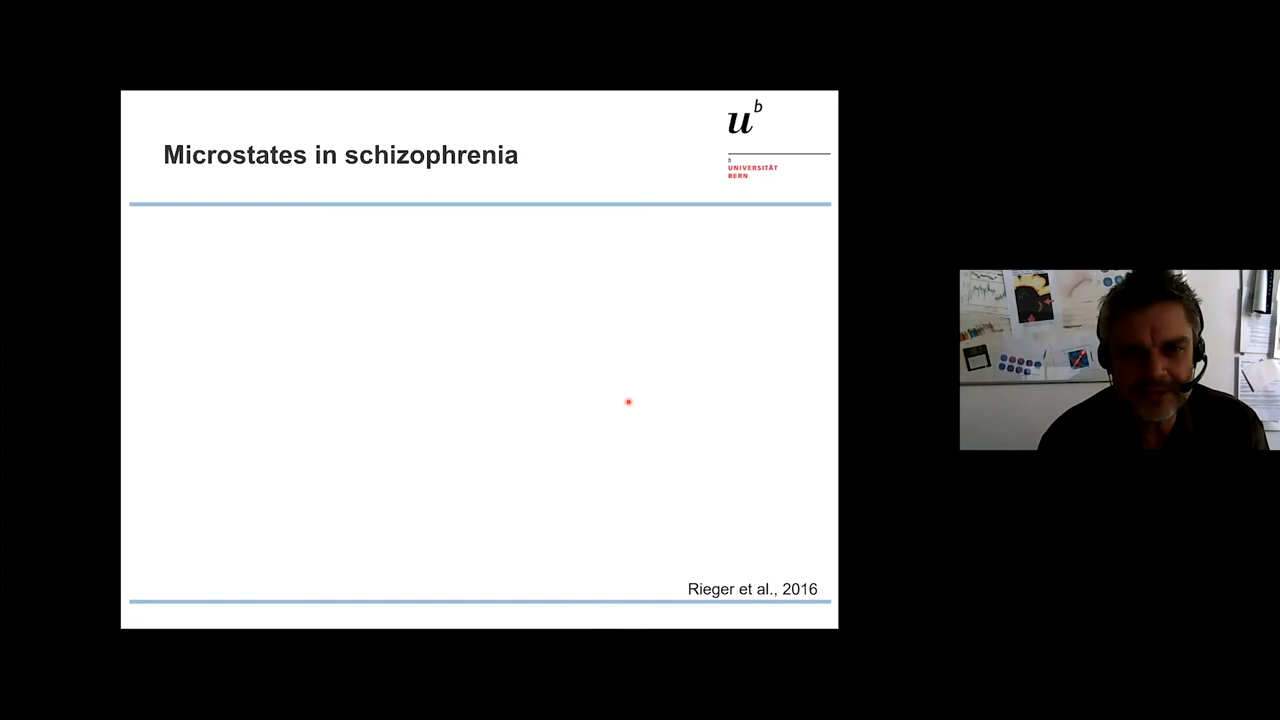 Microstates in schizophrenia
u^b
b
UNIVERSITÄT
BERN
Rieger et al., 2016